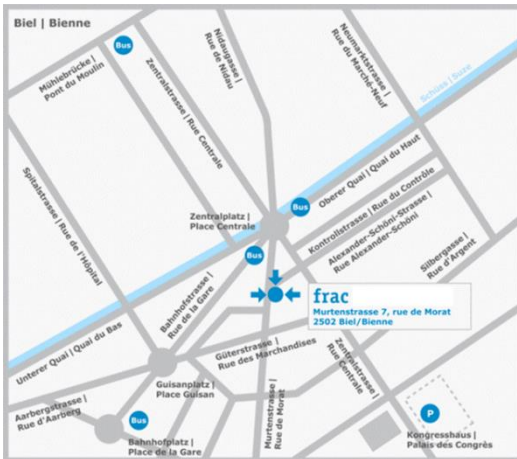 Biel | Bienne
Bus
Mühlebrücke |
Pont du Moulin
Zentralstrasse | Rue Centrale
Nidaugasse |
Rue de Nidau
Neumarktstrasse |
Rue du Marché-Neuf
Schüss | Suze
Spitalstrasse | Rue de l'Hôpital
Oberer Quai | Quai du Haut
Bus
Zentralplatz |
Place Centrale
Kontrollstrasse | Rue du Contrôle
Alexander-Schöni-Strasse |
Rue Alexander-Schöni
Silbergasse |
Rue d'Argent
Bus
Bahnhofstrasse |
Rue de la Gare
frac
Murtenstrasse 7, rue de Morat
2502 Biel/Bienne
Unterer Quai | Quai du Bas
Güterstrasse |
Rue des Marchandises
Zentralstrasse |
Rue Centrale
Guisanplatz |
Place Guisan
Aarbergstrasse |
Rue d'Aarberg
Bus
Murtenstrasse |
Rue de Morat
P
Bahnhofplatz |
Place de la Gare
Kongresshaus |
Palais des Congrès